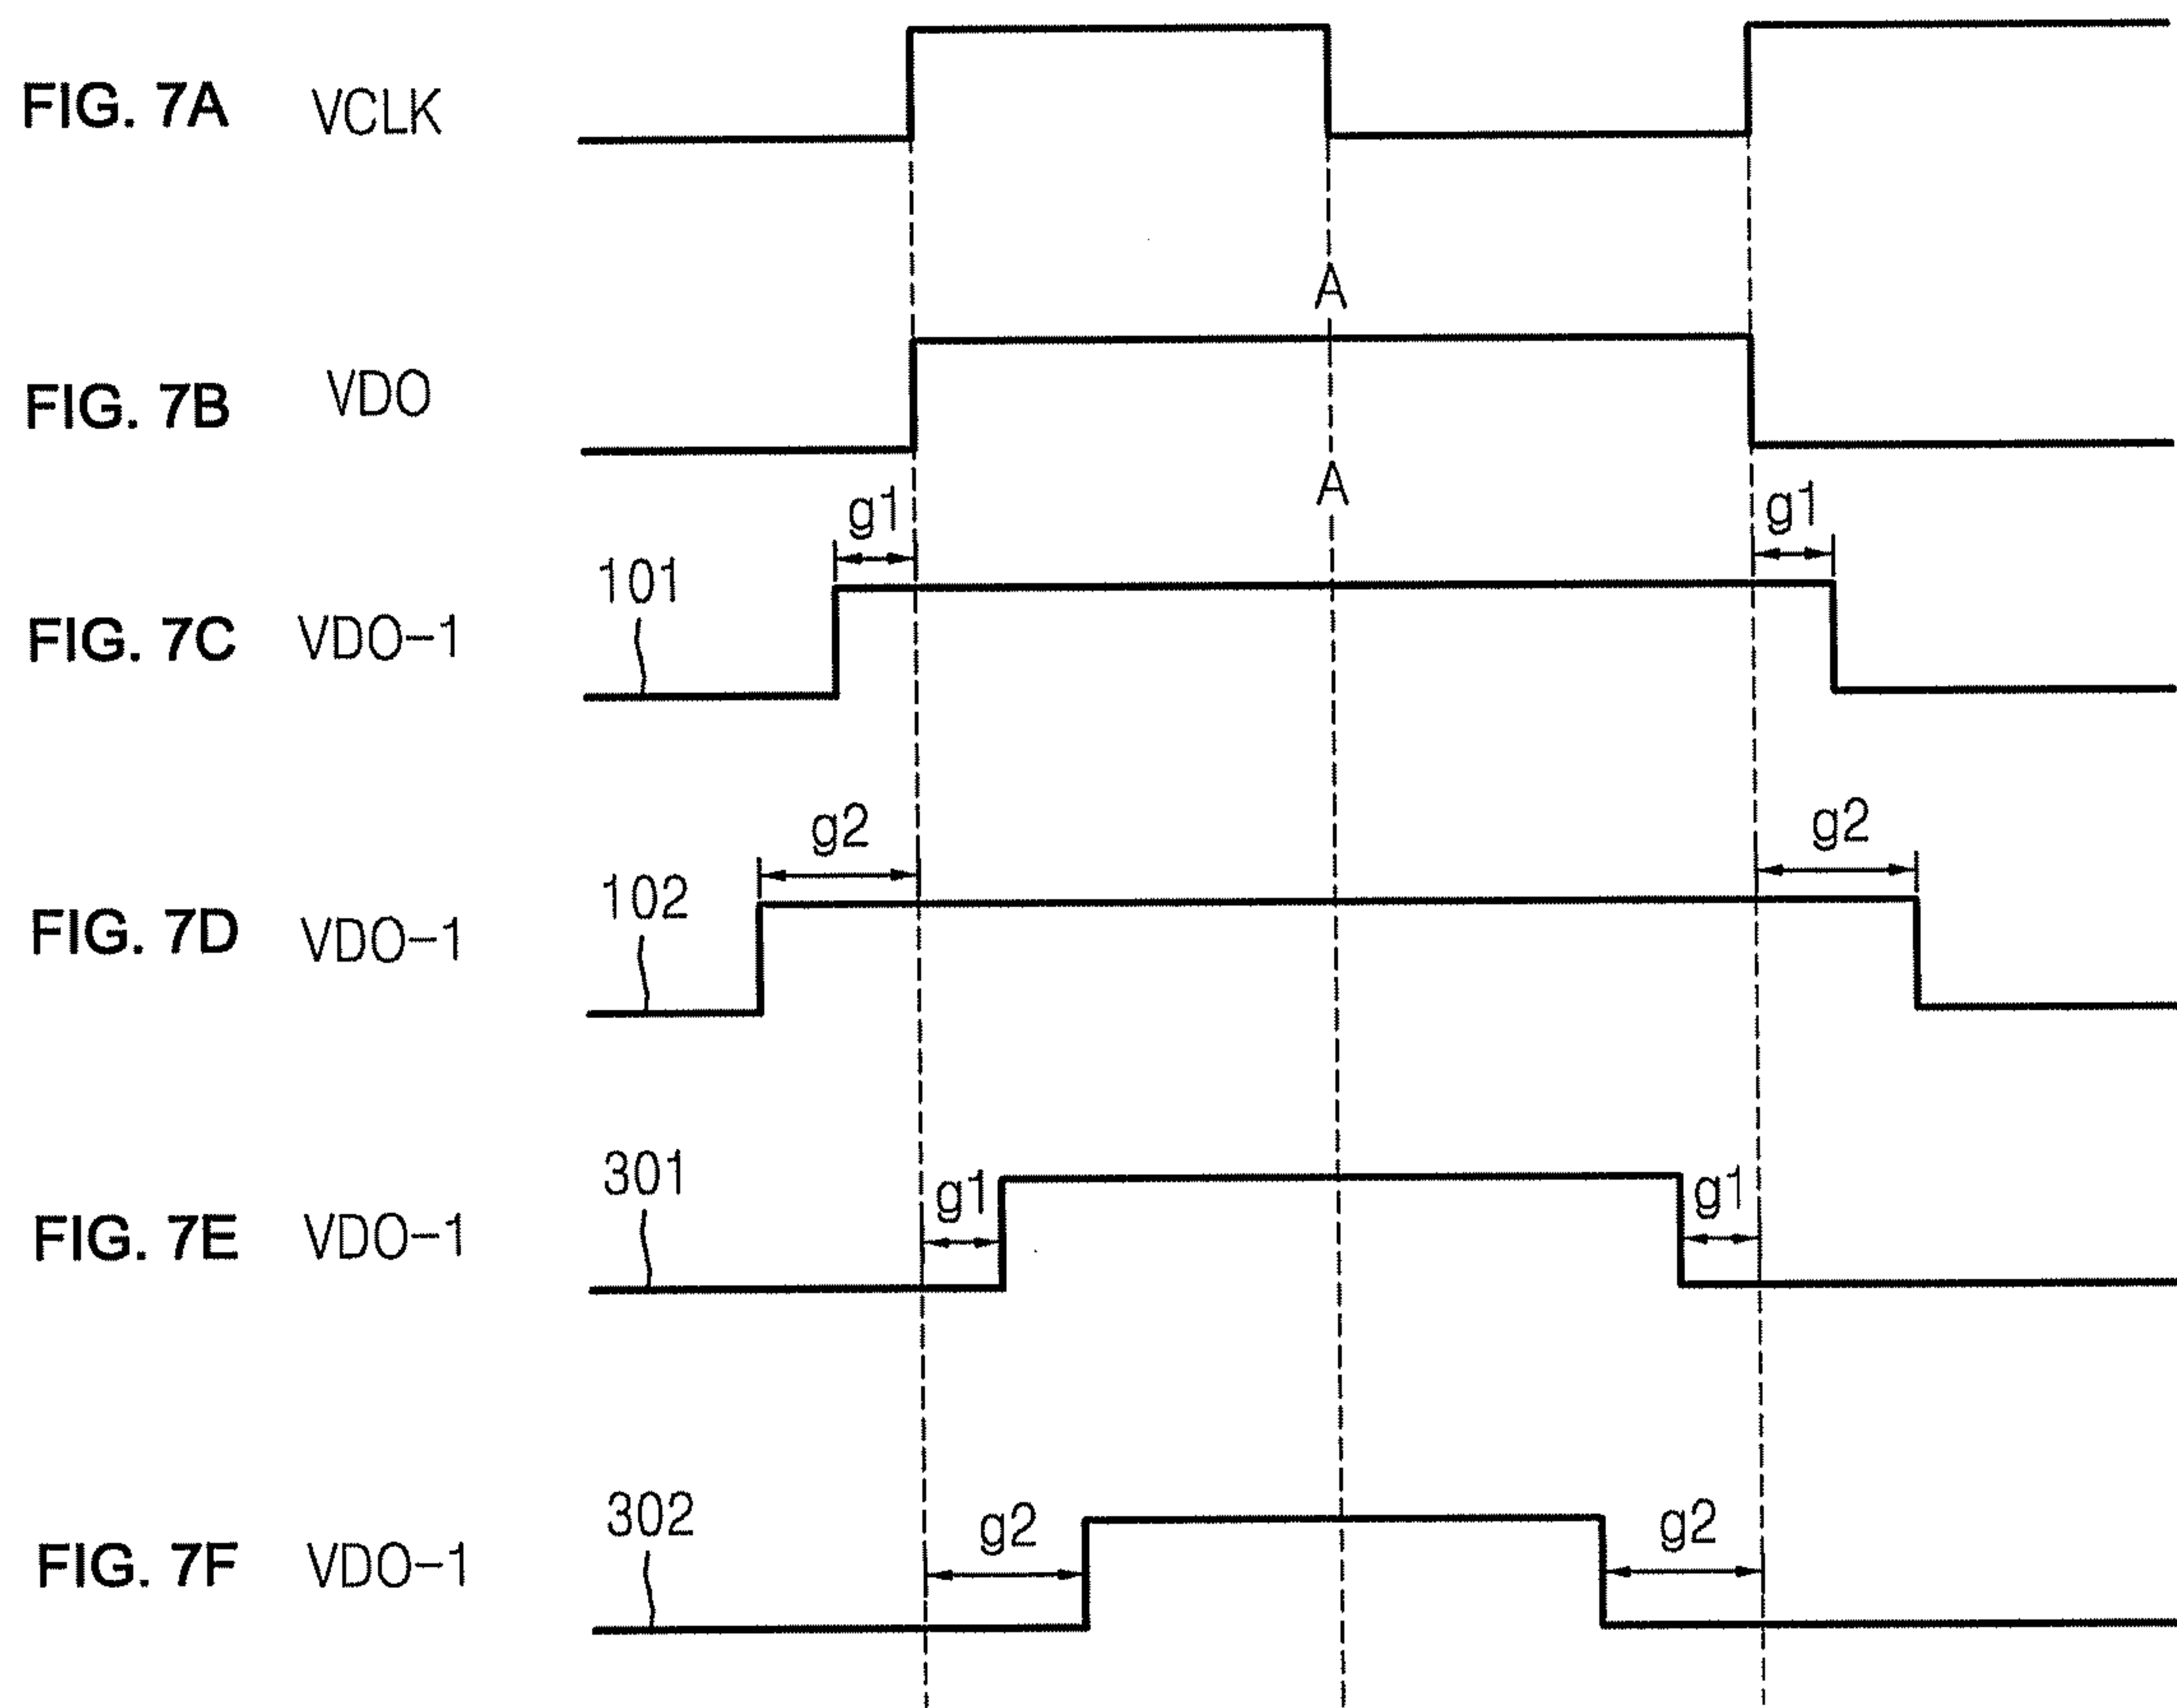 FIG. 7A VCLK
A
FIG. 7B VDO
A
g1 g1
101
FIG. 7C VDO-1
g2 g2
102
FIG. 7D VDO-1
301
g1 g1
FIG. 7E VDO-1
302
g2 g2
FIG. 7F VDO-1